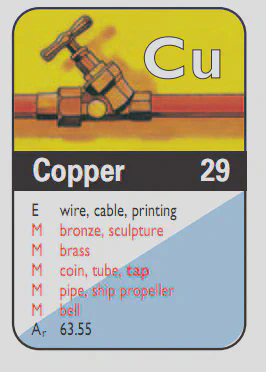 Cu
Copper 29
E wire, cable, printing
M bronze, sculpture
M brass
M coin, tube, tap
M pipe, ship propeller
M bell
Ar 63.55